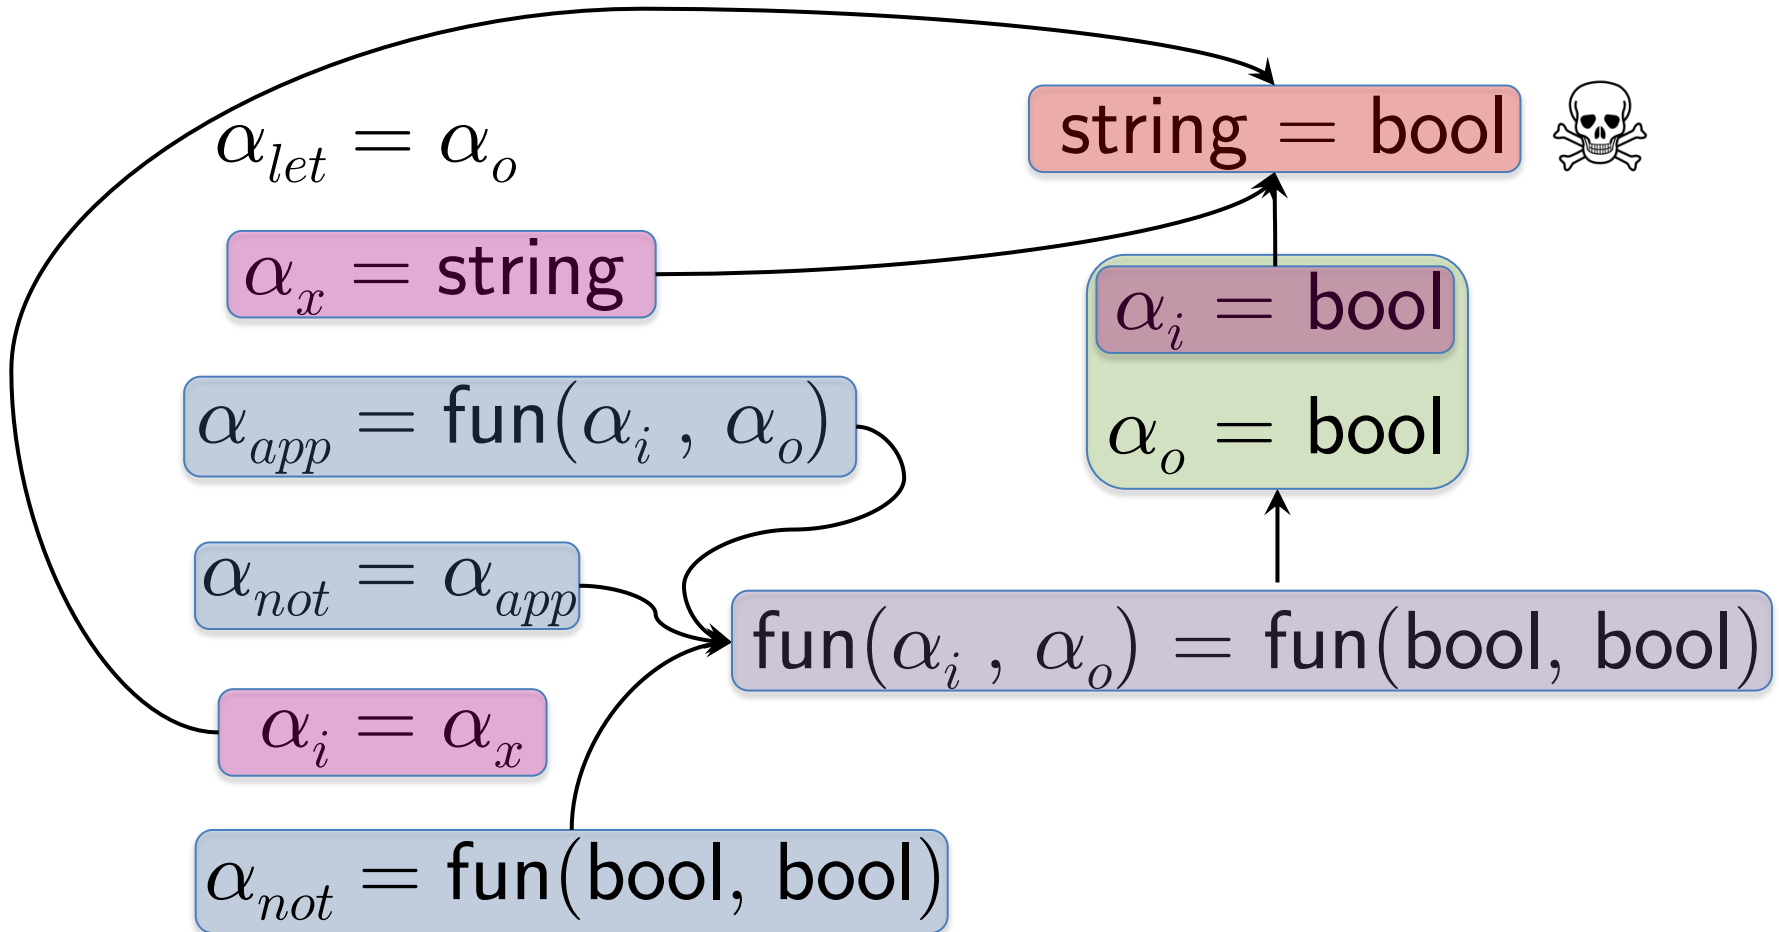 α_let = α_o
string = bool
α_x = string
α_i = bool
α_app = fun(α_i , α_o)
α_o = bool
α_not = α_app
fun(α_i , α_o) = fun(bool, bool)
α_i = α_x
α_not = fun(bool, bool)